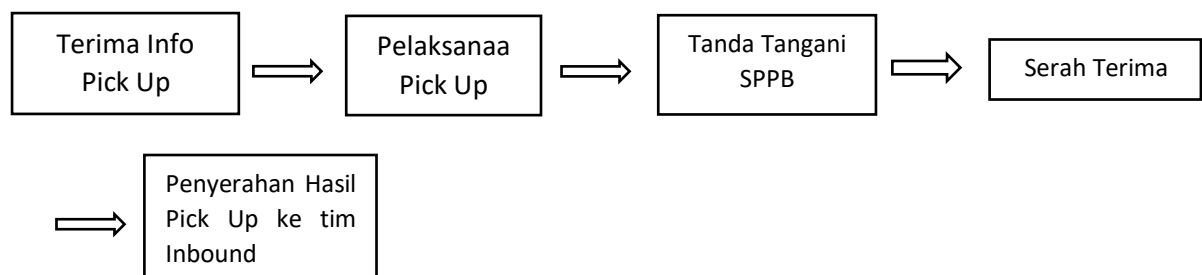 Terima Info
Pick Up
Pelaksanaa
Pick Up
Tanda Tangani
SPPB
Serah Terima
Penyerahan Hasil
Pick Up ke tim
Inbound